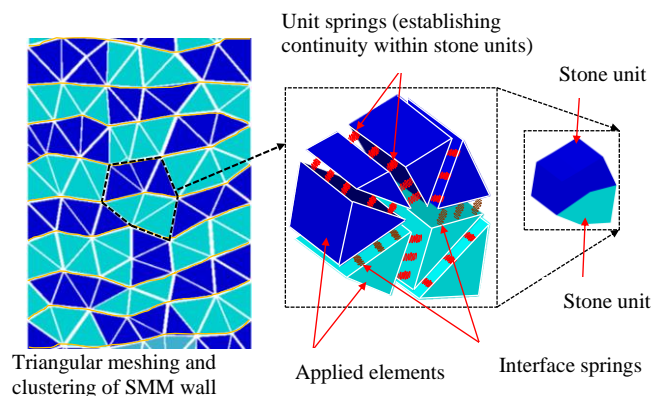 Unit springs (establishing
continuity within stone units)
Stone unit
Stone unit
Triangular meshing and
clustering of SMM wall
Applied elements
Interface springs